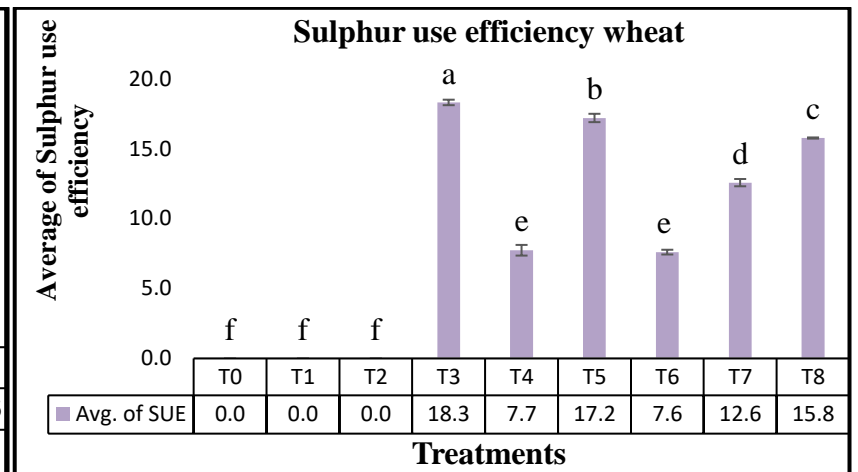 Sulphur use efficiency wheat
Average of Sulphur use
efficiency
20.0
15.0
10.0
5.0
0.0
f f f a e b e d c
T0 T1 T2 T3 T4 T5 T6 T7 T8
Avg. of SUE 0.0 0.0 0.0 18.3 7.7 17.2 7.6 12.6 15.8
Treatments